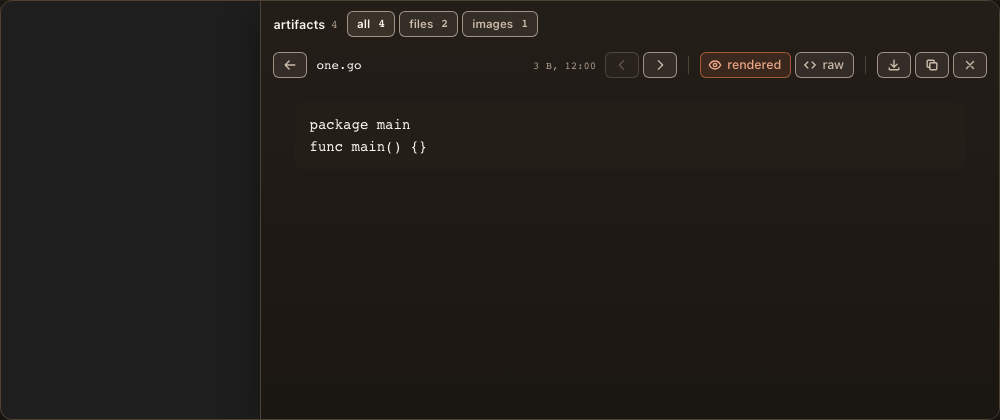 artifacts 4 all 4 files 2 images 1
one.go 3 B, 12:00 rendered raw
package main
func main() {}